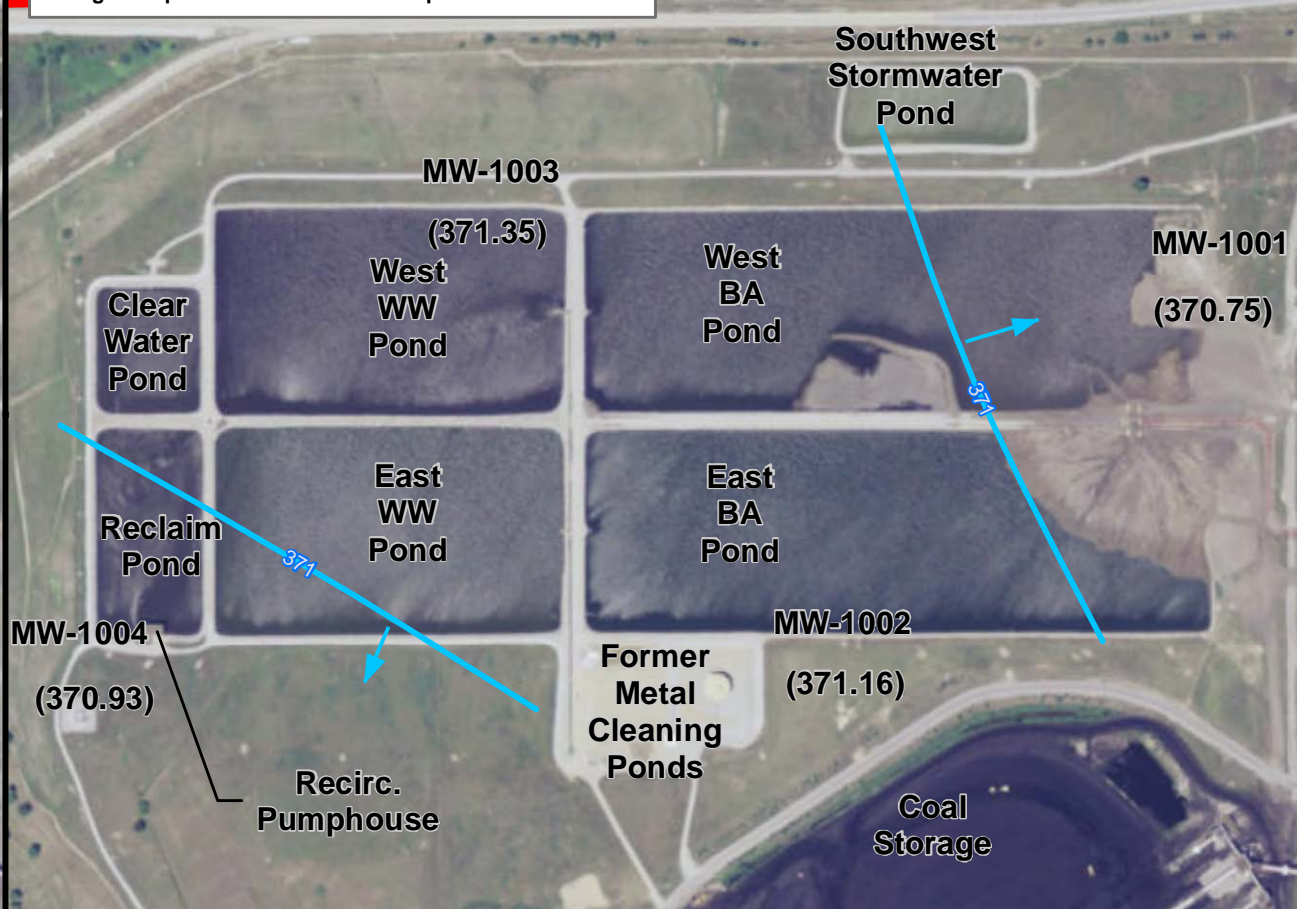 Southwest
Stormwater
Pond
MW-1003
(371.35)
MW-1001
(370.75)
West
WW
Pond
West
BA
Pond
Clear
Water
Pond
371
East
WW
Pond
East
BA
Pond
Reclaim
Pond
371
MW-1004
(370.93)
MW-1002
(371.16)
Former
Metal
Cleaning
Ponds
Recirc.
Pumphouse
Coal
Storage